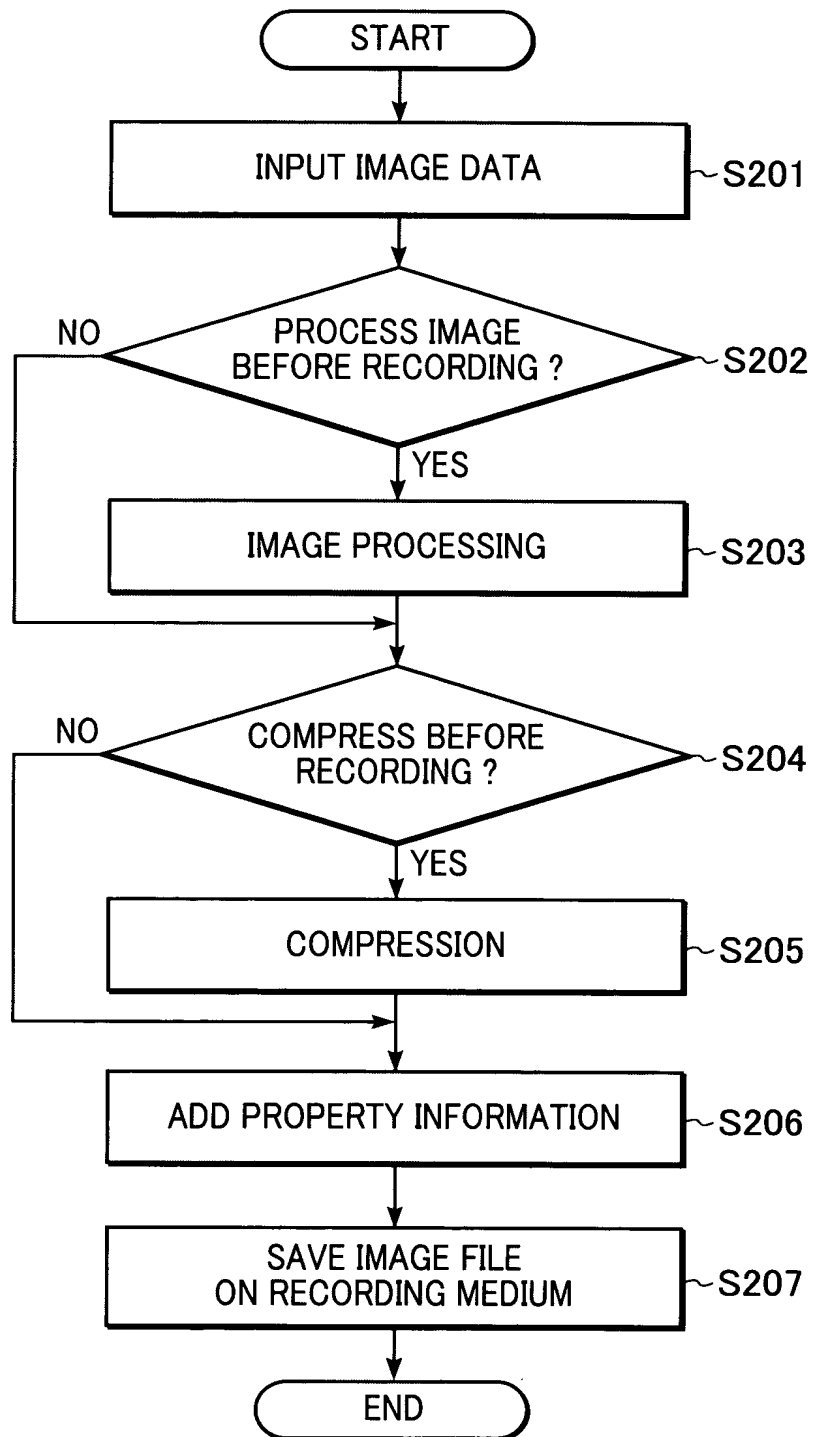 START
INPUT IMAGE DATA
S201
PROCESS IMAGE
BEFORE RECORDING ?
S202
NO
YES
IMAGE PROCESSING
S203
COMPRESS BEFORE
RECORDING ?
S204
NO
YES
COMPRESSION
S205
ADD PROPERTY INFORMATION
S206
SAVE IMAGE FILE
ON RECORDING MEDIUM
S207
END